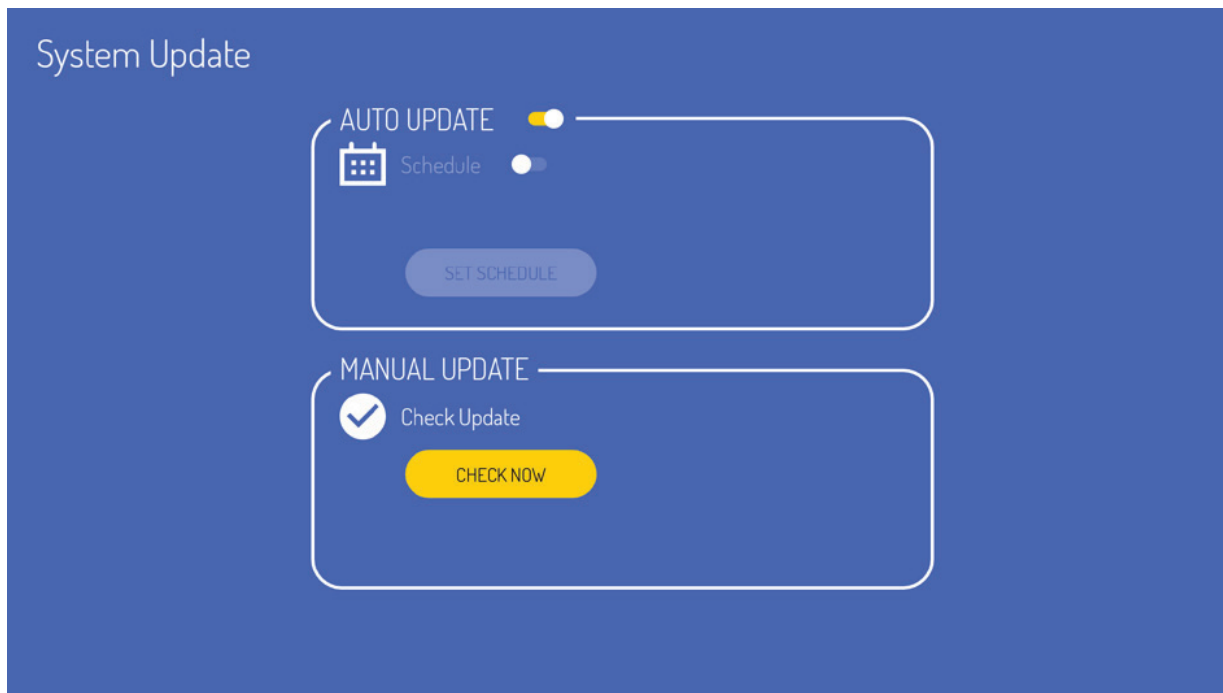 System Update
AUTO UPDATE
Schedule
SET SCHEDULE
MANUAL UPDATE
Check Update
CHECK NOW